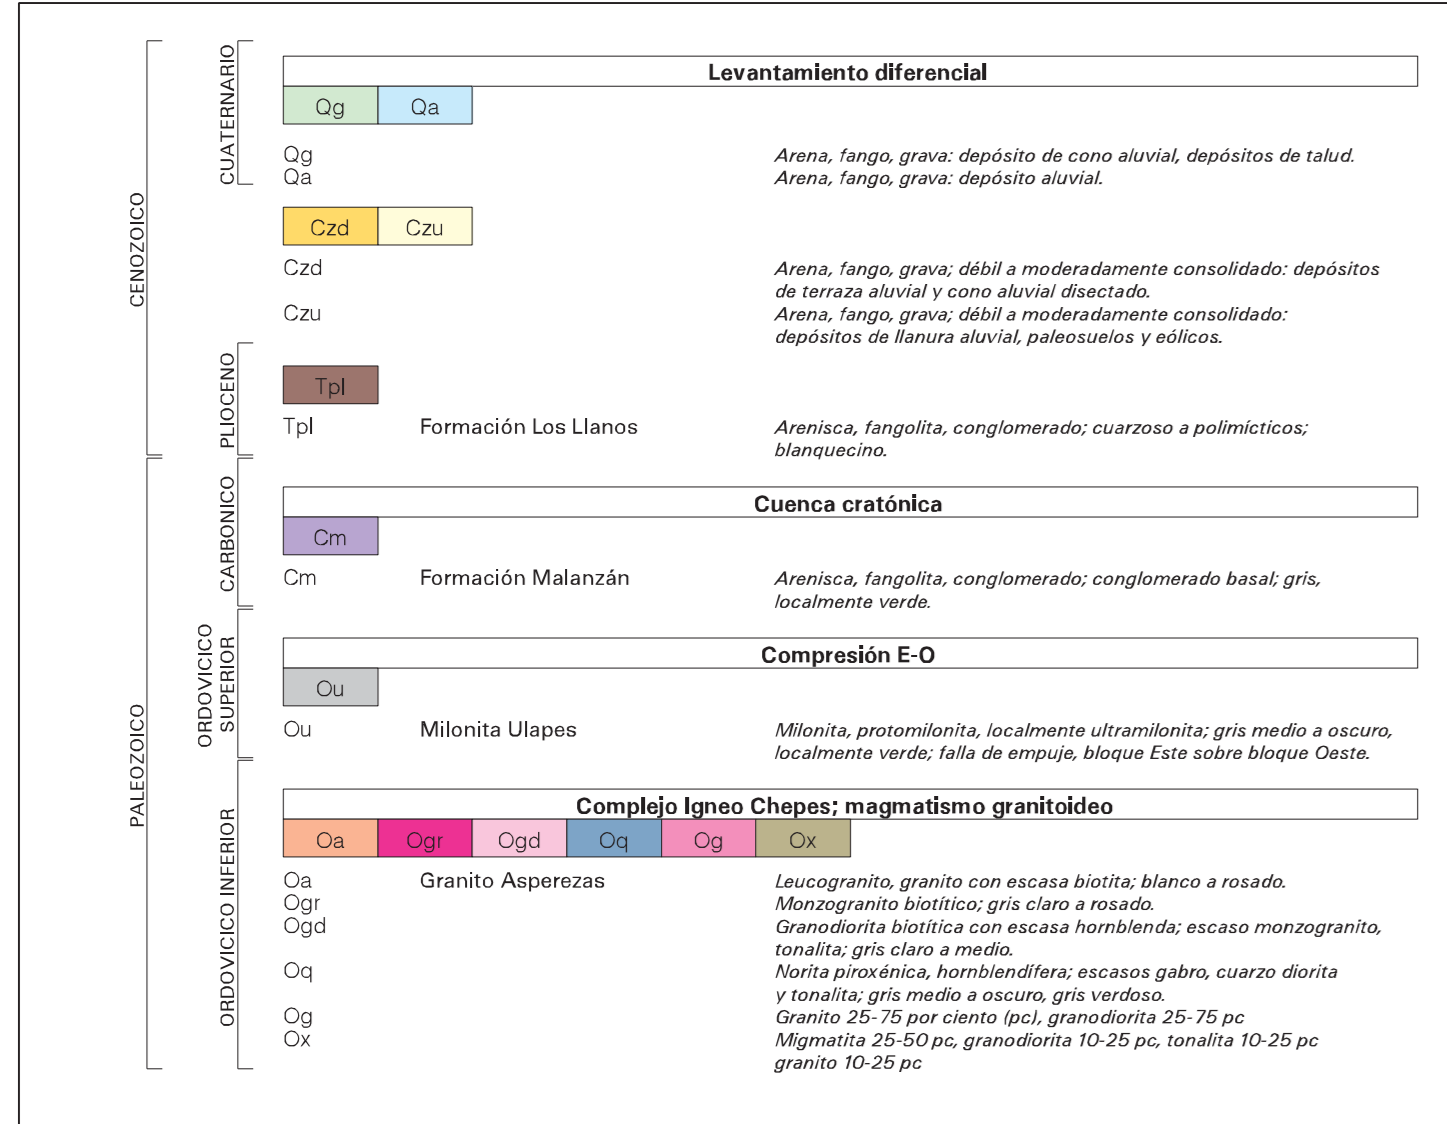 CENOZOICO
CUATERNARIO
Levantamiento diferencial
Qg Qa
Qg Arena, fango, grava: depósito de cono aluvial, depósitos de talud.
Qa Arena, fango, grava: depósito aluvial.
Czd Czu
Czd Arena, fango, grava; débil a moderadamente consolidado: depósitos
de terraza aluvial y cono aluvial disectado.
Czu Arena, fango, grava; débil a moderadamente consolidado:
depósitos de llanura aluvial, paleosuelos y eólicos.
PLIOCENO
Tpl
Tpl Formación Los Llanos Arenisca, fangolita, conglomerado; cuarzoso a polimícticos;
blanquecino.
PALEOZOICO
CARBONICO
Cuenca cratónica
Cm
Cm Formación Malanzán Arenisca, fangolita, conglomerado; conglomerado basal; gris,
localmente verde.
ORDOVICICO
SUPERIOR
Compresión E-O
Ou
Ou Milonita Ulapes Milonita, protomilonita, localmente ultramilonita; gris medio a oscuro,
localmente verde; falla de empuje, bloque Este sobre bloque Oeste.
ORDOVICICO INFERIOR
Complejo Igneo Chepes; magmatismo granitoideo
Oa Ogr Ogd Oq Og Ox
Oa Granito Asperezas Leucogranito, granito con escasa biotita; blanco a rosado.
Ogr Monzogranito biotítico; gris claro a rosado.
Ogd Granodiorita biotítica con escasa hornblenda; escaso monzogranito,
tonalita; gris claro a medio.
Oq Norita piroxénica, hornblendífera; escasos gabro, cuarzo diorita
y tonalita; gris medio a oscuro, gris verdoso.
Og Granito 25-75 por ciento (pc), granodiorita 25-75 pc
Ox Migmatita 25-50 pc, granodiorita 10-25 pc, tonalita 10-25 pc
granito 10-25 pc